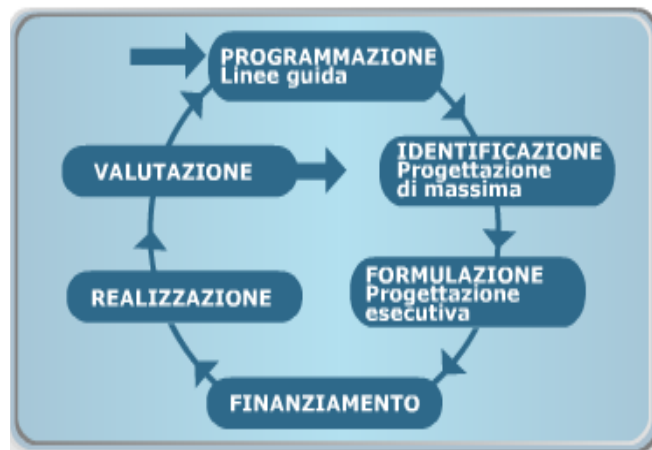 PROGRAMMAZIONE
Linee guida
IDENTIFICAZIONE
Progettazione
di massima
FORMULAZIONE
Progettazione
esecutiva
FINANZIAMENTO
REALIZZAZIONE
VALUTAZIONE